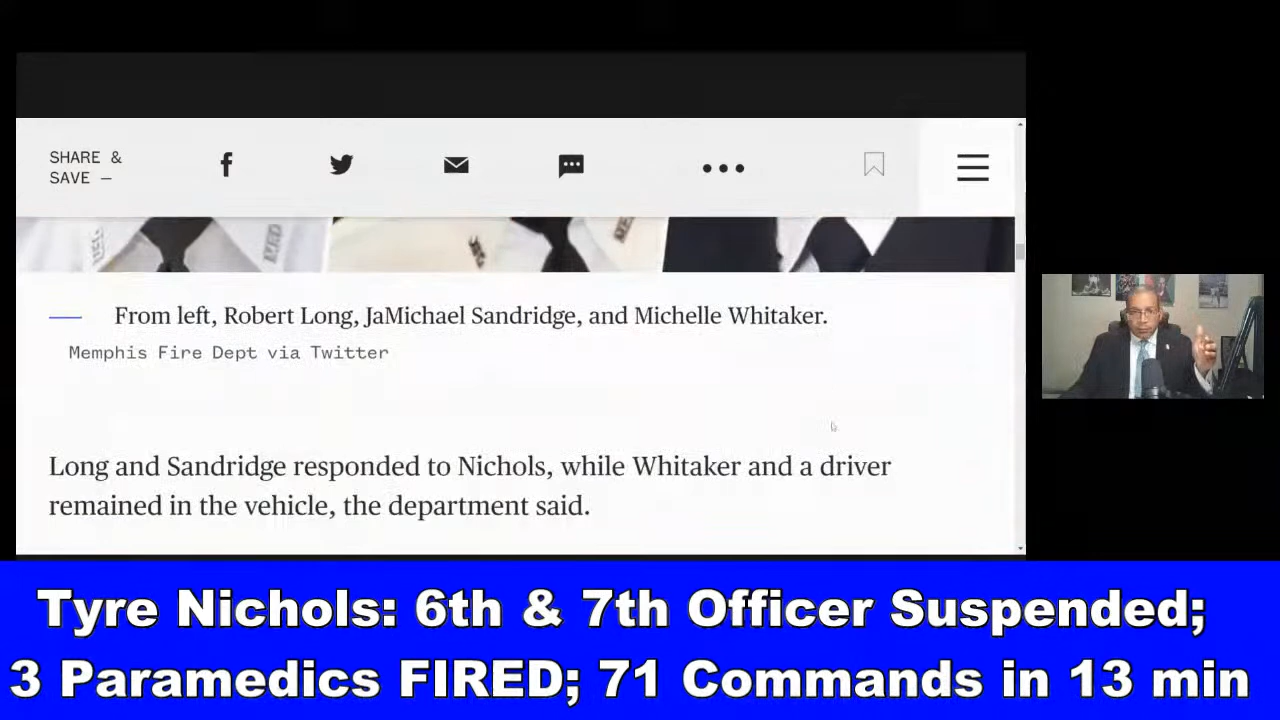 SHARE &
SAVE —
From left, Robert Long, JaMichael Sandridge, and Michelle Whitaker.
Memphis Fire Dept via Twitter
Long and Sandridge responded to Nichols, while Whitaker and a driver
remained in the vehicle, the department said.
Tyre Nichols: 6th & 7th Officer Suspended;
3 Paramedics FIRED; 71 Commands in 13 min